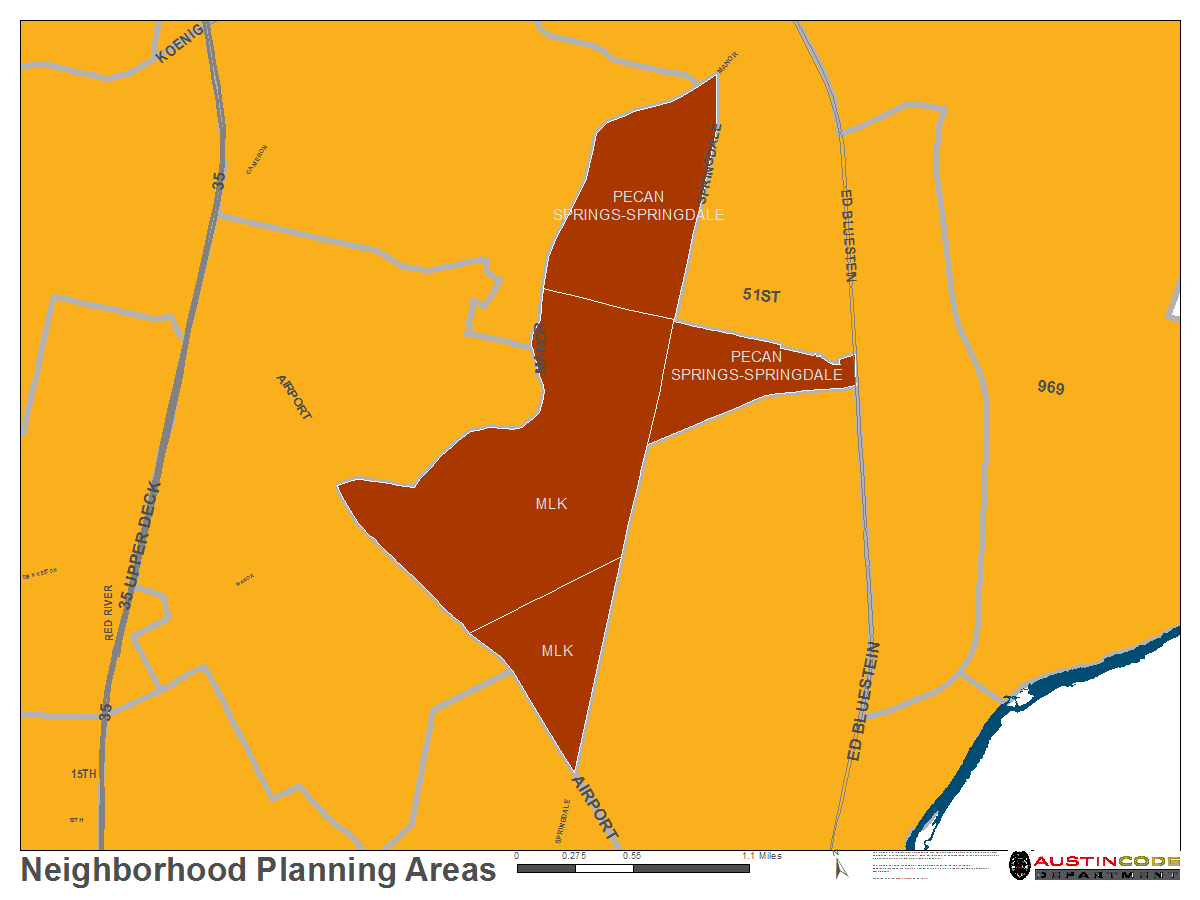 KOENIG
MANOR
35
CAMERON
SPRINGDALE
PECAN
SPRINGS-SPRINGDALE
ED BLUESTEIN
51ST
MANOR
PECAN
SPRINGS-SPRINGDALE
AIRPORT
969
35 UPPER DECK
MLK
MANOR
RED RIVER
MLK
ED BLUESTEIN
35
15TH
12TH
AIRPORT
SPRINGDALE
Neighborhood Planning Areas
0 0.275 0.55 1.1 Miles
AUSTINCODE
DEPARTMENT